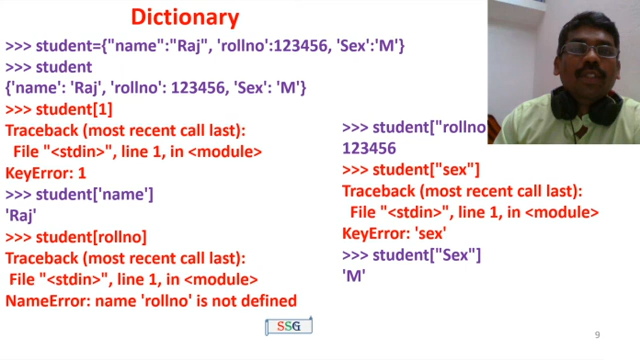 Dictionary
>>> student={"name":"Raj", 'rollno':123456, 'Sex':'M'}
>>> student
{'name': 'Raj', 'rollno': 123456, 'Sex': 'M'}
>>> student[1]
Traceback (most recent call last):
File "<stdin>", line 1, in <module>
KeyError: 1
>>> student['name']
'Raj'
>>> student[rollno]
Traceback (most recent call last):
File "<stdin>", line 1, in <module>
NameError: name 'rollno' is not defined
>>> student["rollno
123456
>>> student["sex"]
Traceback (most recent call last):
File "<stdin>", line 1, in <module>
KeyError: 'sex'
>>> student["Sex"]
'M'
SSG
9